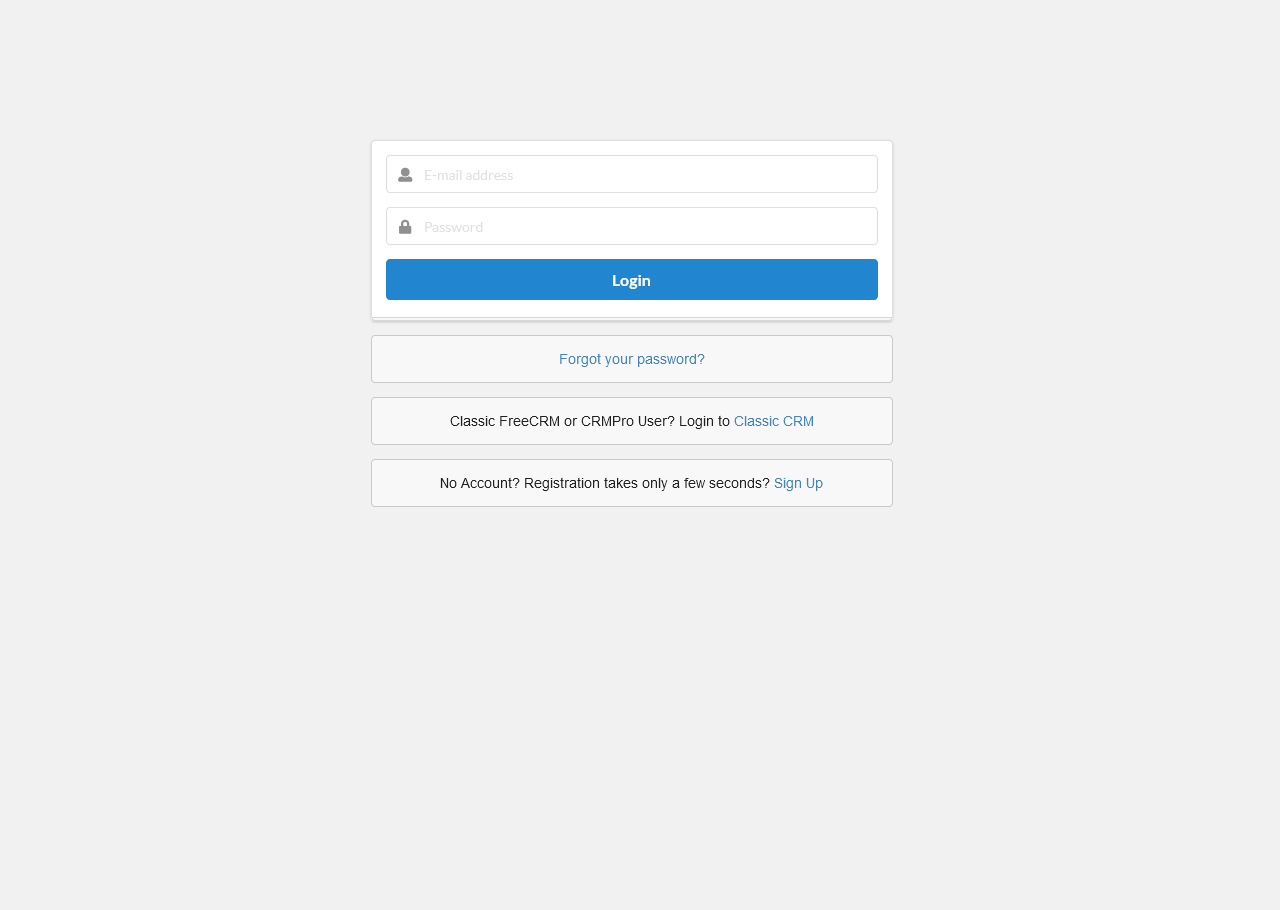 E-mail address
Password
Login
Forgot your password?
Classic FreeCRM or CRMPro User? Login to Classic CRM
No Account? Registration takes only a few seconds? Sign Up